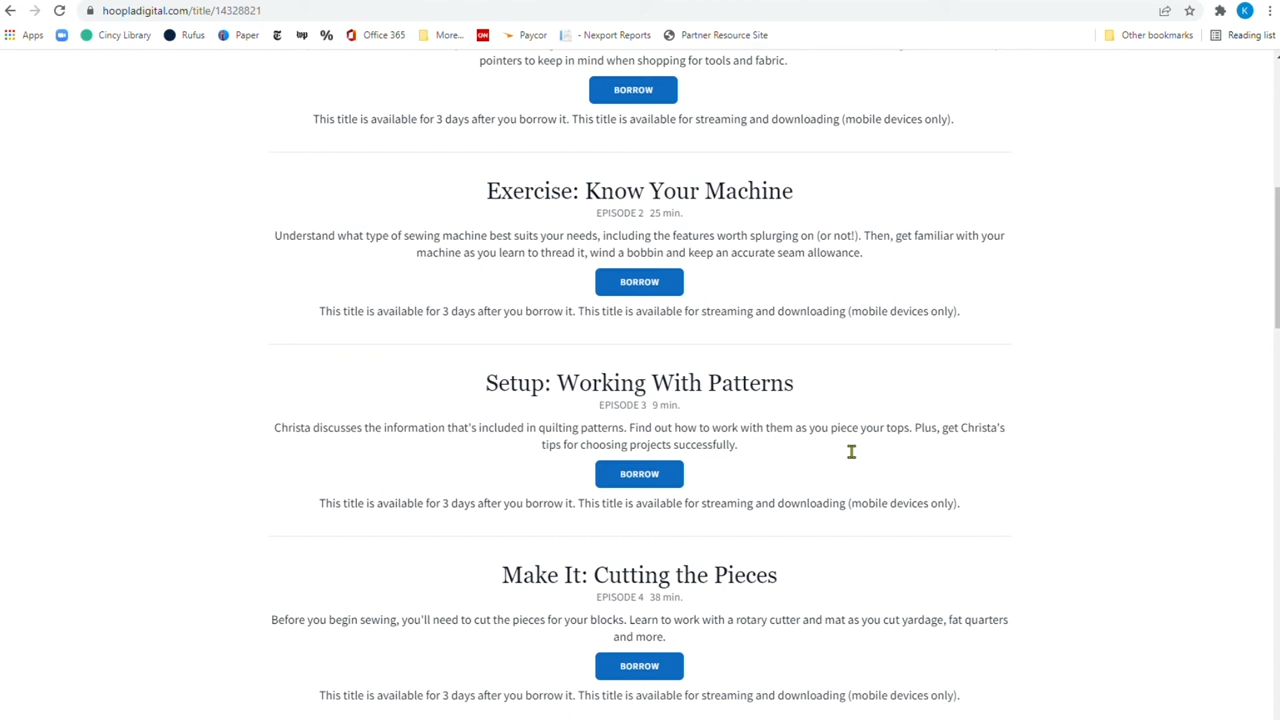 hoopladigital.com/title/14328821
K
Apps Cincy Library Rufus Paper Office 365 More... CNN Paycor - Nexport Reports Partner Resource Site Other bookmarks Reading list
pointers to keep in mind when shopping for tools and fabric.
BORROW
This title is available for 3 days after you borrow it. This title is available for streaming and downloading (mobile devices only).
Exercise: Know Your Machine
EPISODE 2 25 min.
Understand what type of sewing machine best suits your needs, including the features worth splurging on (or not!). Then, get familiar with your
machine as you learn to thread it, wind a bobbin and keep an accurate seam allowance.
BORROW
This title is available for 3 days after you borrow it. This title is available for streaming and downloading (mobile devices only).
Setup: Working With Patterns
EPISODE 3 9 min.
Christa discusses the information that's included in quilting patterns. Find out how to work with them as you piece your tops. Plus, get Christa's
tips for choosing projects successfully.
BORROW
This title is available for 3 days after you borrow it. This title is available for streaming and downloading (mobile devices only).
Make It: Cutting the Pieces
EPISODE 4 38 min.
Before you begin sewing, you'll need to cut the pieces for your blocks. Learn to work with a rotary cutter and mat as you cut yardage, fat quarters
and more.
BORROW
This title is available for 3 days after you borrow it. This title is available for streaming and downloading (mobile devices only).